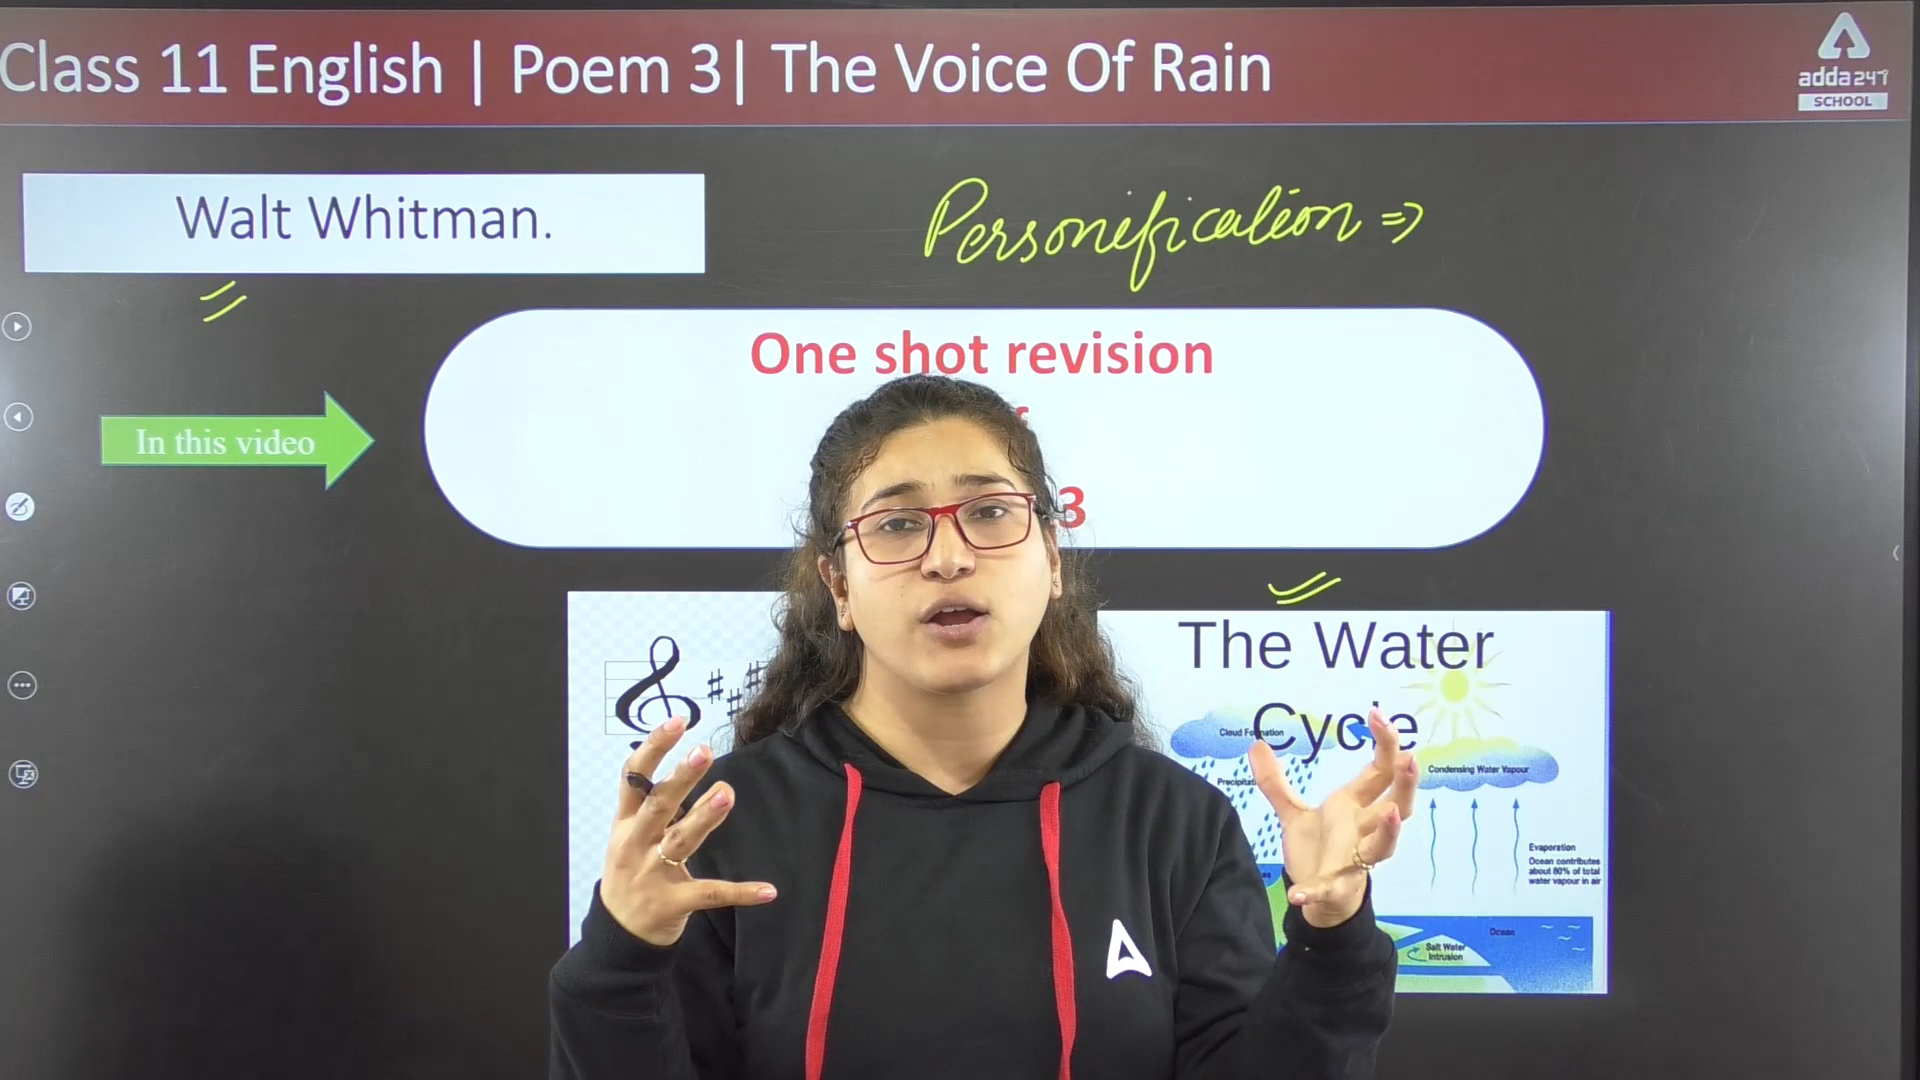 Class 11 English | Poem 3| The Voice Of Rain
adda247
SCHOOL
Walt Whitman.
Personification ⇒
One shot revision
In this video
3
The Water
Cycle
Cloud Formation
Condensing Water Vapour
Evaporation
Ocean contributes
about 80% of total
water vapour in air
Ocean
Salt Water
Intrusion